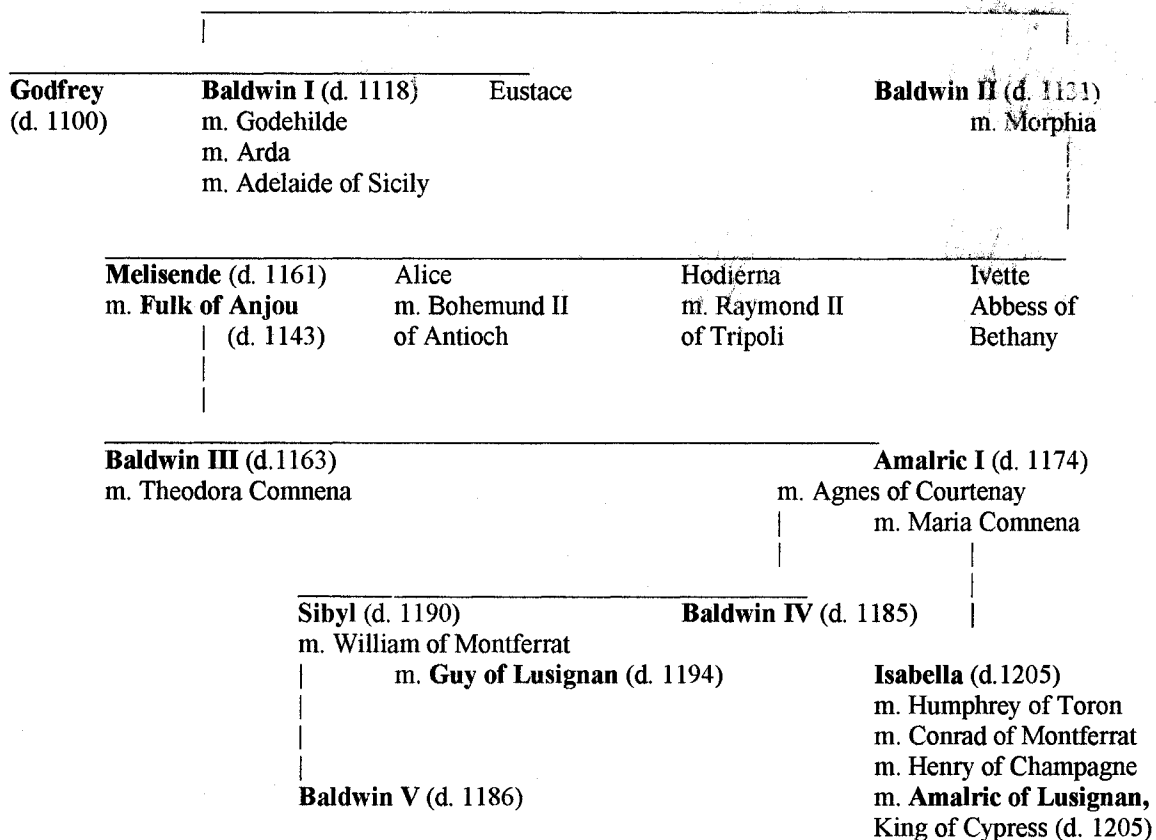 Godfrey Baldwin I (d. 1118) Eustace Baldwin II (d. 1131)
(d. 1100) m. Godehilde m. Morphia
m. Arda
m. Adelaide of Sicily
Melisende (d. 1161) Alice Hodierna Ivette
m. Fulk of Anjou m. Bohemund II m. Raymond II Abbess of
(d. 1143) of Antioch of Tripoli Bethany
Baldwin III (d.1163) Amalric I (d. 1174)
m. Theodora Comnena m. Agnes of Courtenay
m. Maria Comnena
Sibyl (d. 1190) Baldwin IV (d. 1185)
m. William of Montferrat
m. Guy of Lusignan (d. 1194) Isabella (d.1205)
m. Humphrey of Toron
m. Conrad of Montferrat
m. Henry of Champagne
Baldwin V (d. 1186) m. Amalric of Lusignan,
King of Cypress (d. 1205)